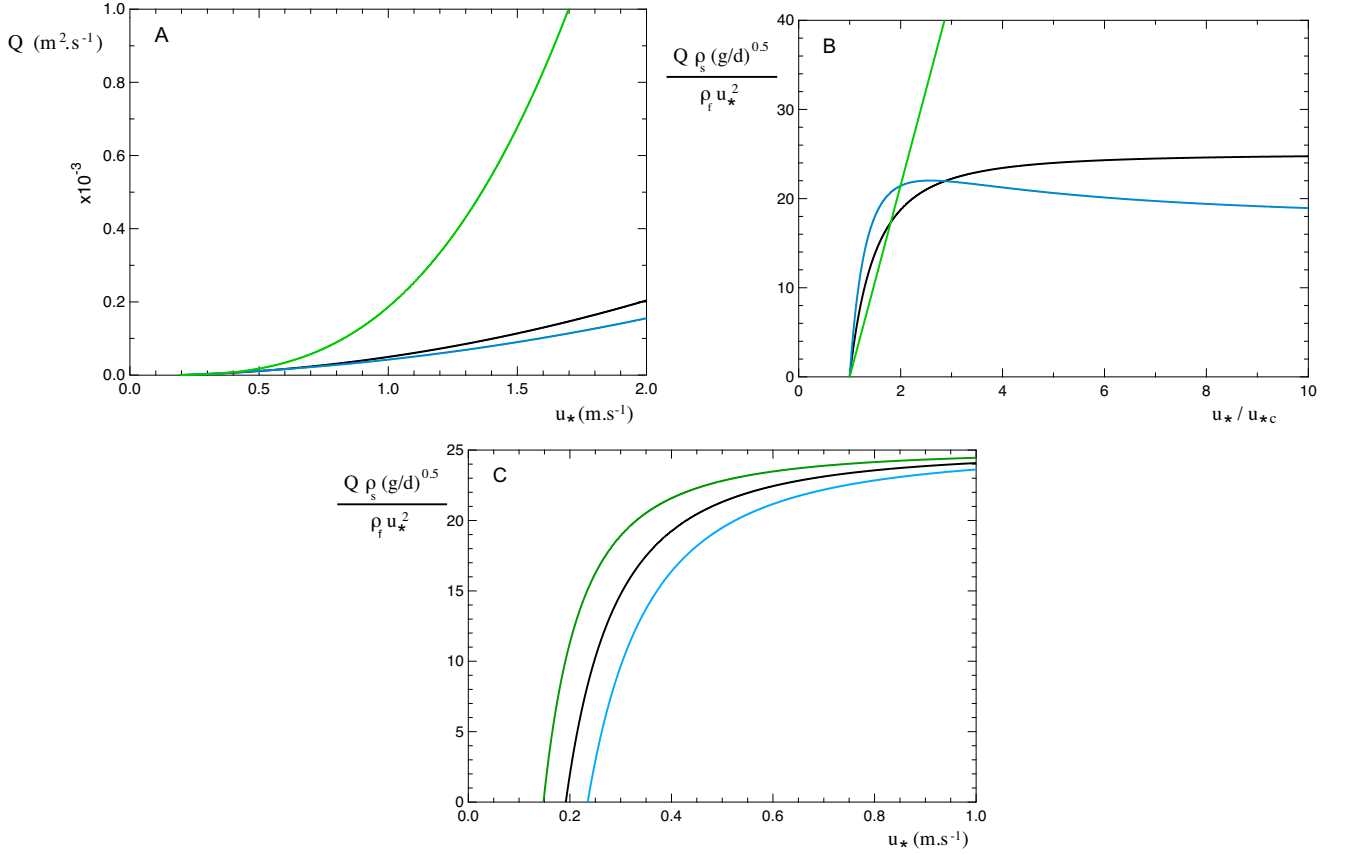 A
Q (m².s⁻¹)
x10⁻³
1.0
0.8
0.6
0.4
0.2
0.0
0.0 0.5 1.0 1.5 2.0
u⋆ (m.s⁻¹)
B
Q ρₛ (g/d)^0.5
ρ_f u⋆²
40
30
20
10
0
0 2 4 6 8 10
u⋆ / u⋆c
C
Q ρₛ (g/d)^0.5
ρ_f u⋆²
25
20
15
10
5
0
0.0 0.2 0.4 0.6 0.8 1.0
u⋆ (m.s⁻¹)